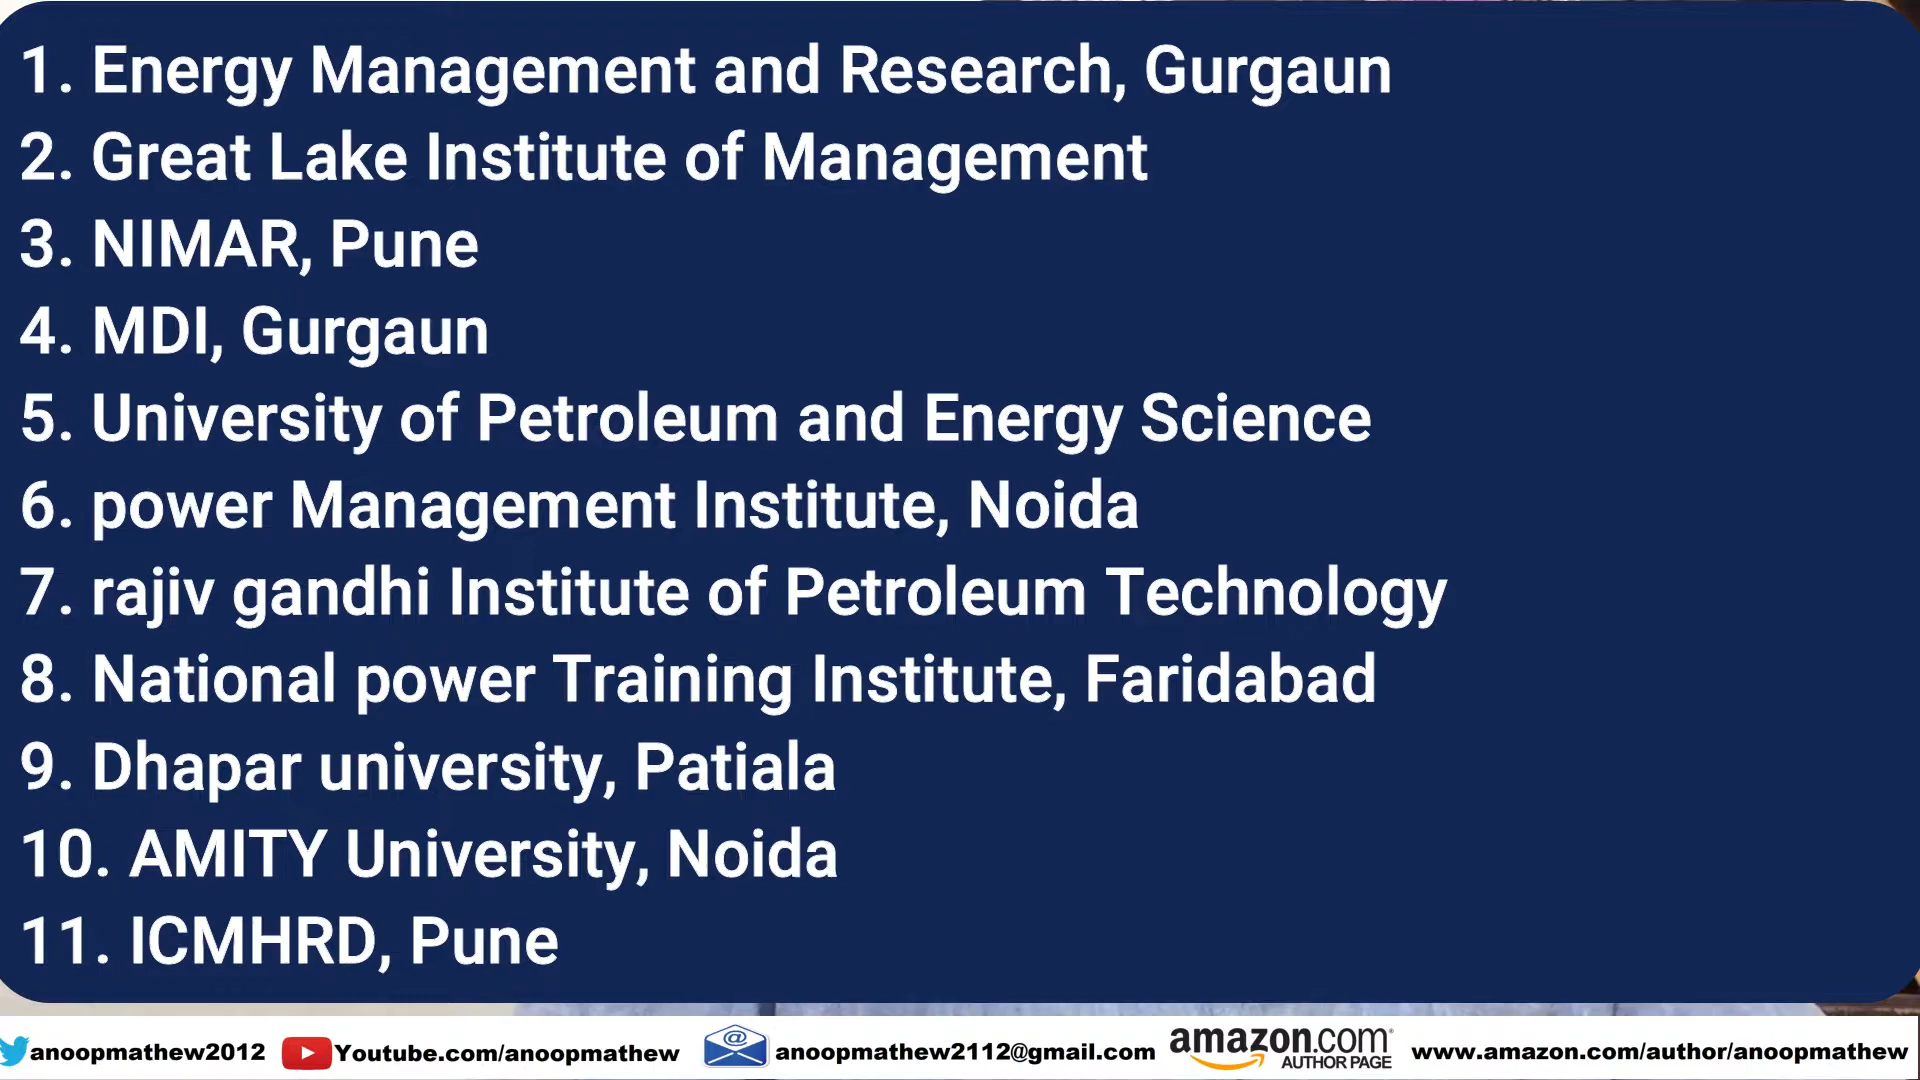 1. Energy Management and Research, Gurgaun
2. Great Lake Institute of Management
3. NIMAR, Pune
4. MDI, Gurgaun
5. University of Petroleum and Energy Science
6. power Management Institute, Noida
7. rajiv gandhi Institute of Petroleum Technology
8. National power Training Institute, Faridabad
9. Dhapar university, Patiala
10. AMITY University, Noida
11. ICMHRD, Pune
anoopmathew2012 Youtube.com/anoopmathew anoopmathew2112@gmail.com amazon.com AUTHOR PAGE www.amazon.com/author/anoopmathew